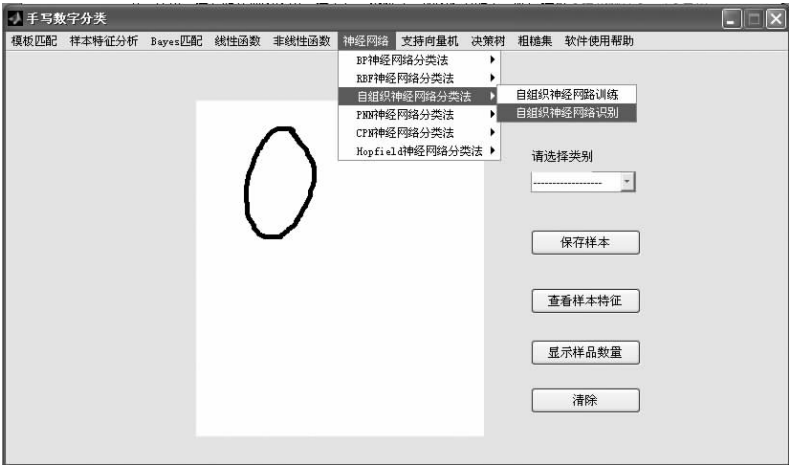 手写数字分类
模板匹配 样本特征分析 Bayes匹配 线性函数 非线性函数 神经网络 支持向量机 决策树 粗糙集 软件使用帮助
BP神经网络分类法
RBF神经网络分类法
自组织神经网络分类法
自组织神经网路训练
自组织神经网络识别
PNN神经网络分类法
CPN神经网络分类法
Hopfield神经网络分类法
请选择类别
------------------
保存样本
查看样本特征
显示样品数量
清除